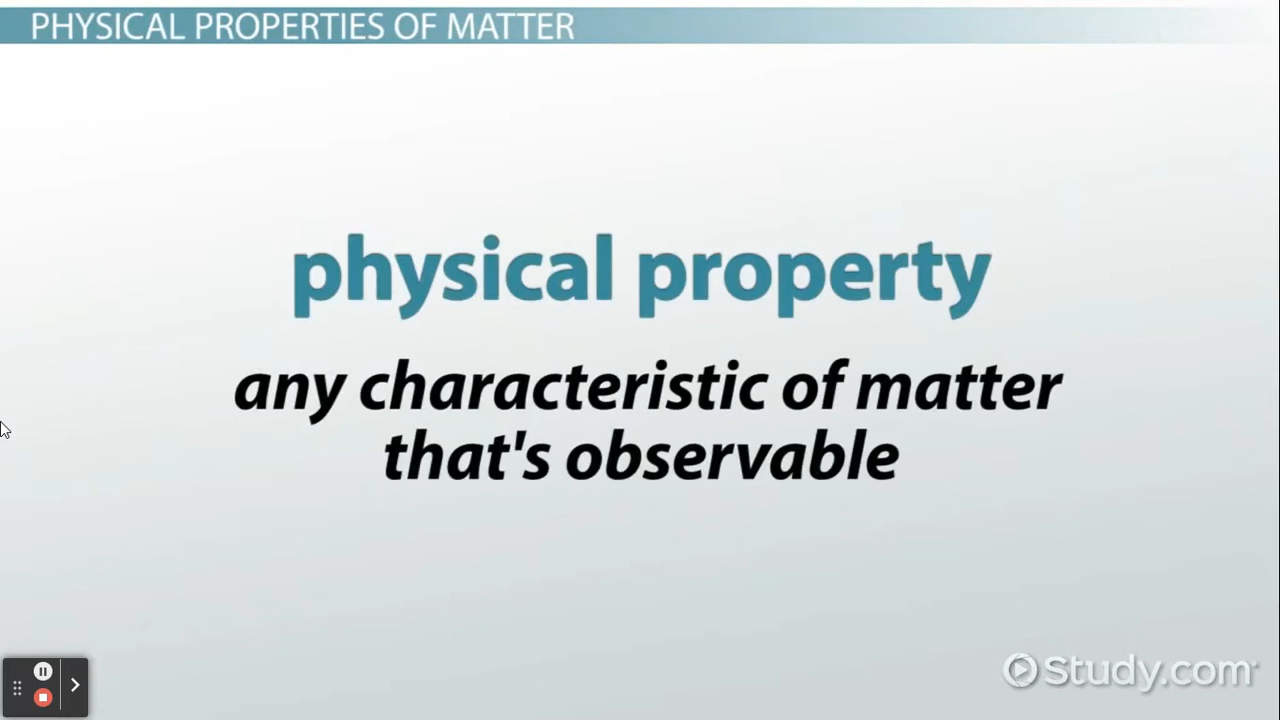 PHYSICAL PROPERTIES OF MATTER
physical property
any characteristic of matter
that's observable
Study.com